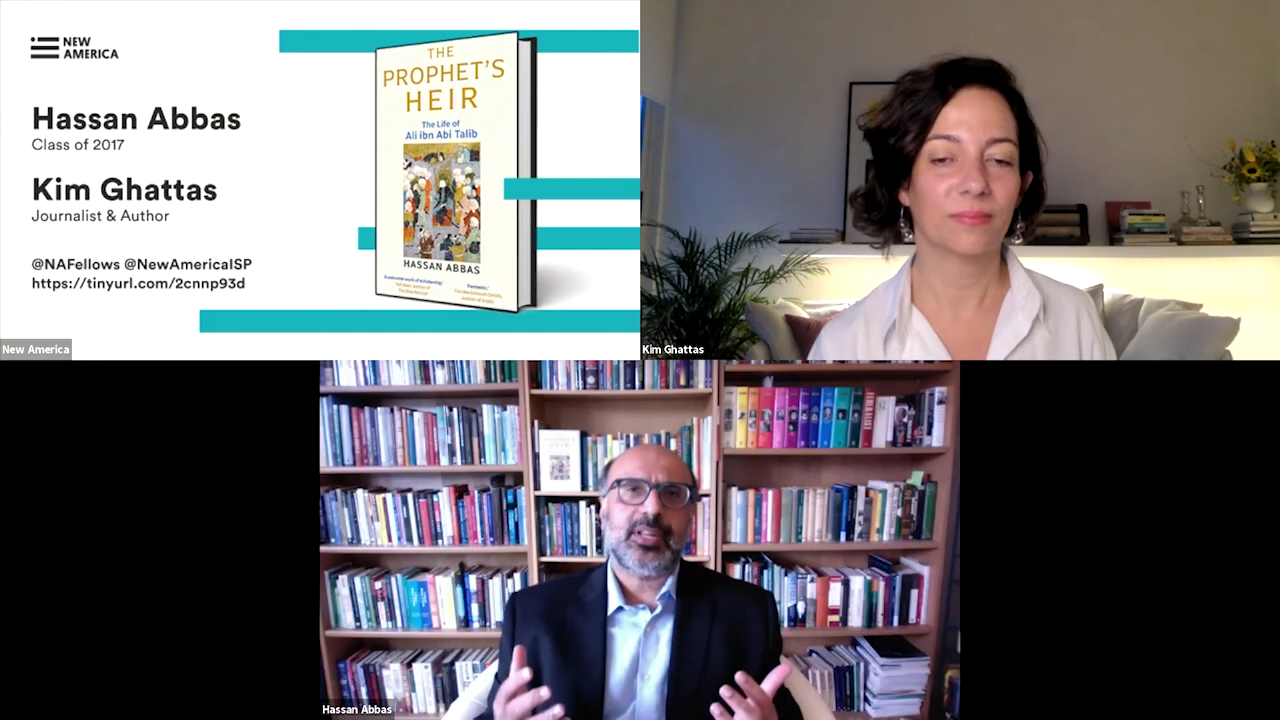 NEW
AMERICA
Hassan Abbas
Class of 2017
Kim Ghattas
Journalist & Author
@NAFellows @NewAmericaISP
https://tinyurl.com/2cnnp93d
THE
PROPHET'S
HEIR
The Life of
Ali ibn Abi Talib
HASSAN ABBAS
New America
Kim Ghattas
Hassan Abbas